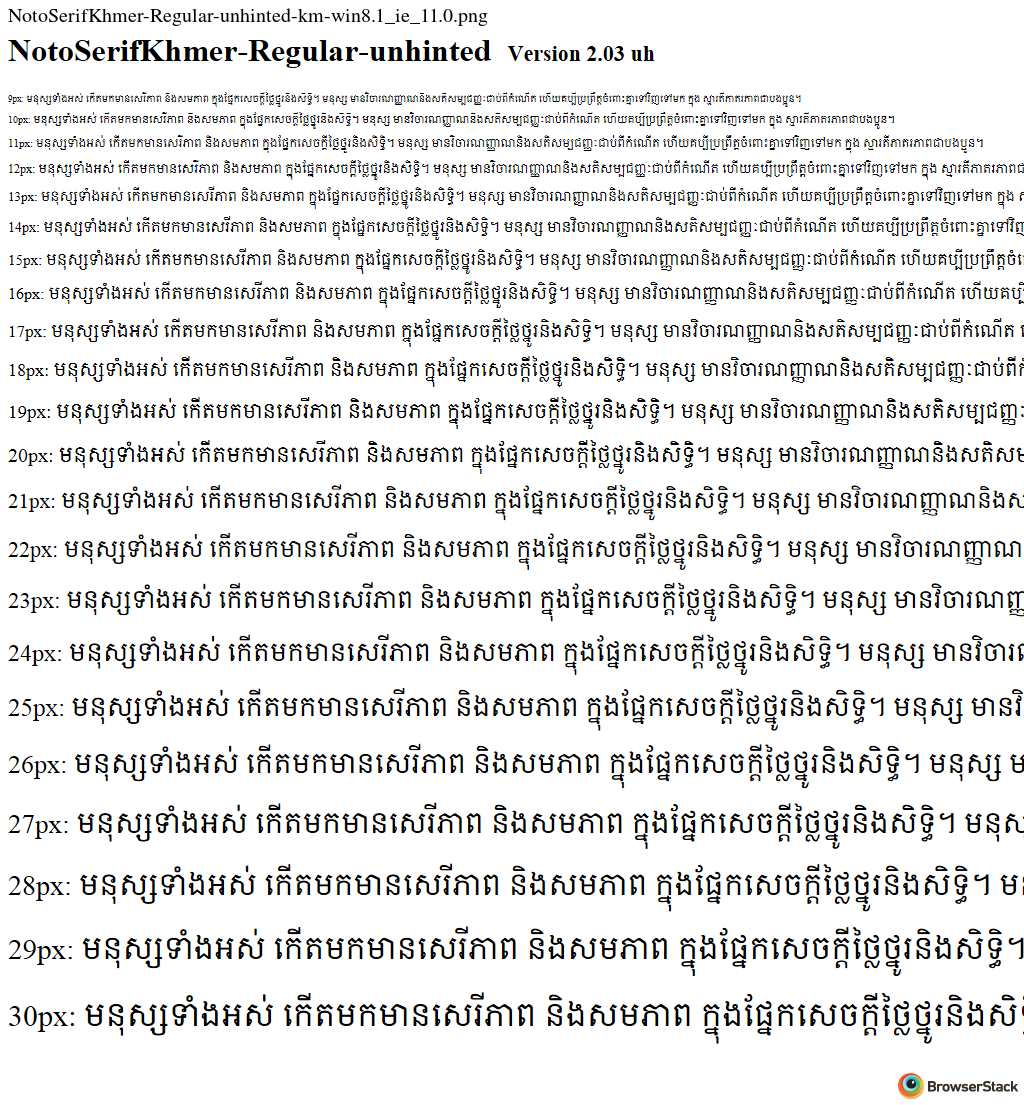 NotoSerifKhmer-Regular-unhinted-km-win8.1_ie_11.0.png
NotoSerifKhmer-Regular-unhinted Version 2.03 uh
9px: មនុស្សទាំងអស់ កើតមកមានសេរីភាព និងសមភាព ក្នុងផ្នែកសេចក្ដីថ្លៃថ្នូរនិងសិទ្ធិ។ មនុស្ស មានវិចារណញ្ញាណនិងសតិសម្បជញ្ញៈជាប់ពីកំណើត ហើយគប្បីប្រព្រឹត្តចំពោះគ្នាទៅវិញទៅមក ក្នុង ស្មារតីភាតរភាពជាបងប្អូន។
10px: មនុស្សទាំងអស់ កើតមកមានសេរីភាព និងសមភាព ក្នុងផ្នែកសេចក្ដីថ្លៃថ្នូរនិងសិទ្ធិ។ មនុស្ស មានវិចារណញ្ញាណនិងសតិសម្បជញ្ញៈជាប់ពីកំណើត ហើយគប្បីប្រព្រឹត្តចំពោះគ្នាទៅវិញទៅមក ក្នុង ស្មារតីភាតរភាពជាបងប្អូន។
11px: មនុស្សទាំងអស់ កើតមកមានសេរីភាព និងសមភាព ក្នុងផ្នែកសេចក្ដីថ្លៃថ្នូរនិងសិទ្ធិ។ មនុស្ស មានវិចារណញ្ញាណនិងសតិសម្បជញ្ញៈជាប់ពីកំណើត ហើយគប្បីប្រព្រឹត្តចំពោះគ្នាទៅវិញទៅមក ក្នុង ស្មារតីភាតរភាពជាបងប្អូន។
12px: មនុស្សទាំងអស់ កើតមកមានសេរីភាព និងសមភាព ក្នុងផ្នែកសេចក្ដីថ្លៃថ្នូរនិងសិទ្ធិ។ មនុស្ស មានវិចារណញ្ញាណនិងសតិសម្បជញ្ញៈជាប់ពីកំណើត ហើយគប្បីប្រព្រឹត្តចំពោះគ្នាទៅវិញទៅមក ក្នុង ស្មារតីភាតរភាពជា
13px: មនុស្សទាំងអស់ កើតមកមានសេរីភាព និងសមភាព ក្នុងផ្នែកសេចក្ដីថ្លៃថ្នូរនិងសិទ្ធិ។ មនុស្ស មានវិចារណញ្ញាណនិងសតិសម្បជញ្ញៈជាប់ពីកំណើត ហើយគប្បីប្រព្រឹត្តចំពោះគ្នាទៅវិញទៅមក ក្នុង
14px: មនុស្សទាំងអស់ កើតមកមានសេរីភាព និងសមភាព ក្នុងផ្នែកសេចក្ដីថ្លៃថ្នូរនិងសិទ្ធិ។ មនុស្ស មានវិចារណញ្ញាណនិងសតិសម្បជញ្ញៈជាប់ពីកំណើត ហើយគប្បីប្រព្រឹត្តចំពោះគ្នាទៅវិញ
15px: មនុស្សទាំងអស់ កើតមកមានសេរីភាព និងសមភាព ក្នុងផ្នែកសេចក្ដីថ្លៃថ្នូរនិងសិទ្ធិ។ មនុស្ស មានវិចារណញ្ញាណនិងសតិសម្បជញ្ញៈជាប់ពីកំណើត ហើយគប្បីប្រព្រឹត្តចំ
16px: មនុស្សទាំងអស់ កើតមកមានសេរីភាព និងសមភាព ក្នុងផ្នែកសេចក្ដីថ្លៃថ្នូរនិងសិទ្ធិ។ មនុស្ស មានវិចារណញ្ញាណនិងសតិសម្បជញ្ញៈជាប់ពីកំណើត ហើយគប្បី
17px: មនុស្សទាំងអស់ កើតមកមានសេរីភាព និងសមភាព ក្នុងផ្នែកសេចក្ដីថ្លៃថ្នូរនិងសិទ្ធិ។ មនុស្ស មានវិចារណញ្ញាណនិងសតិសម្បជញ្ញៈជាប់ពីកំណើត
18px: មនុស្សទាំងអស់ កើតមកមានសេរីភាព និងសមភាព ក្នុងផ្នែកសេចក្ដីថ្លៃថ្នូរនិងសិទ្ធិ។ មនុស្ស មានវិចារណញ្ញាណនិងសតិសម្បជញ្ញៈជាប់ពីកំ
19px: មនុស្សទាំងអស់ កើតមកមានសេរីភាព និងសមភាព ក្នុងផ្នែកសេចក្ដីថ្លៃថ្នូរនិងសិទ្ធិ។ មនុស្ស មានវិចារណញ្ញាណនិងសតិសម្បជញ្ញៈ
20px: មនុស្សទាំងអស់ កើតមកមានសេរីភាព និងសមភាព ក្នុងផ្នែកសេចក្ដីថ្លៃថ្នូរនិងសិទ្ធិ។ មនុស្ស មានវិចារណញ្ញាណនិងសតិសម
21px: មនុស្សទាំងអស់ កើតមកមានសេរីភាព និងសមភាព ក្នុងផ្នែកសេចក្ដីថ្លៃថ្នូរនិងសិទ្ធិ។ មនុស្ស មានវិចារណញ្ញាណនិងស
22px: មនុស្សទាំងអស់ កើតមកមានសេរីភាព និងសមភាព ក្នុងផ្នែកសេចក្ដីថ្លៃថ្នូរនិងសិទ្ធិ។ មនុស្ស មានវិចារណញ្ញាណ
23px: មនុស្សទាំងអស់ កើតមកមានសេរីភាព និងសមភាព ក្នុងផ្នែកសេចក្ដីថ្លៃថ្នូរនិងសិទ្ធិ។ មនុស្ស មានវិចារណញ្ញ
24px: មនុស្សទាំងអស់ កើតមកមានសេរីភាព និងសមភាព ក្នុងផ្នែកសេចក្ដីថ្លៃថ្នូរនិងសិទ្ធិ។ មនុស្ស មានវិចារ
25px: មនុស្សទាំងអស់ កើតមកមានសេរីភាព និងសមភាព ក្នុងផ្នែកសេចក្ដីថ្លៃថ្នូរនិងសិទ្ធិ។ មនុស្ស មានវិ
26px: មនុស្សទាំងអស់ កើតមកមានសេរីភាព និងសមភាព ក្នុងផ្នែកសេចក្ដីថ្លៃថ្នូរនិងសិទ្ធិ។ មនុស្ស ម
27px: មនុស្សទាំងអស់ កើតមកមានសេរីភាព និងសមភាព ក្នុងផ្នែកសេចក្ដីថ្លៃថ្នូរនិងសិទ្ធិ។ មនុស
28px: មនុស្សទាំងអស់ កើតមកមានសេរីភាព និងសមភាព ក្នុងផ្នែកសេចក្ដីថ្លៃថ្នូរនិងសិទ្ធិ។ មន
29px: មនុស្សទាំងអស់ កើតមកមានសេរីភាព និងសមភាព ក្នុងផ្នែកសេចក្ដីថ្លៃថ្នូរនិងសិទ្ធិ។
30px: មនុស្សទាំងអស់ កើតមកមានសេរីភាព និងសមភាព ក្នុងផ្នែកសេចក្ដីថ្លៃថ្នូរនិងសិ
BrowserStack